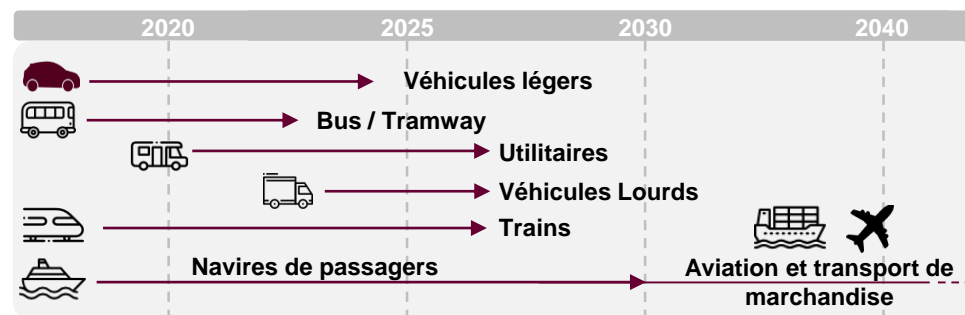 2020 2025 2030 2040
Véhicules légers
Bus / Tramway
Utilitaires
Véhicules Lourds
Trains
Navires de passagers
Aviation et transport de
marchandise